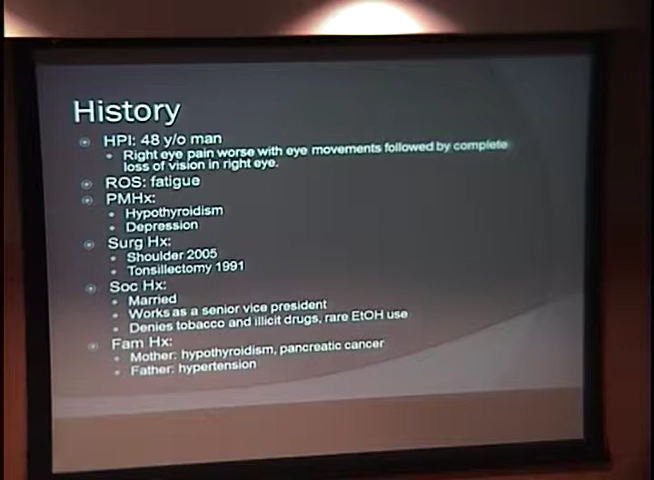 History
HPI: 48 y/o man
Right eye pain worse with eye movements followed by complete
loss of vision in right eye.
ROS: fatigue
PMHx:
Hypothyroidism
Depression
Surg Hx:
Shoulder 2005
Tonsillectomy 1991
Soc Hx:
Married
Works as a senior vice president
Denies tobacco and illicit drugs, rare EtOH use
Fam Hx:
Mother: hypothyroidism, pancreatic cancer
Father: hypertension